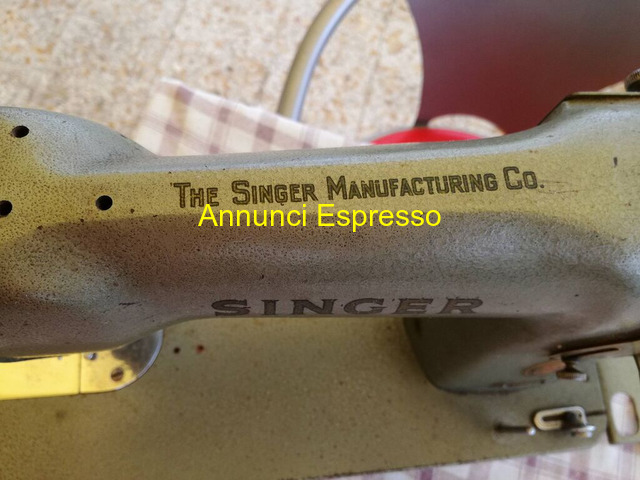 THE SINGER MANUFACTURING CO.
Annunci Espresso
SINGER